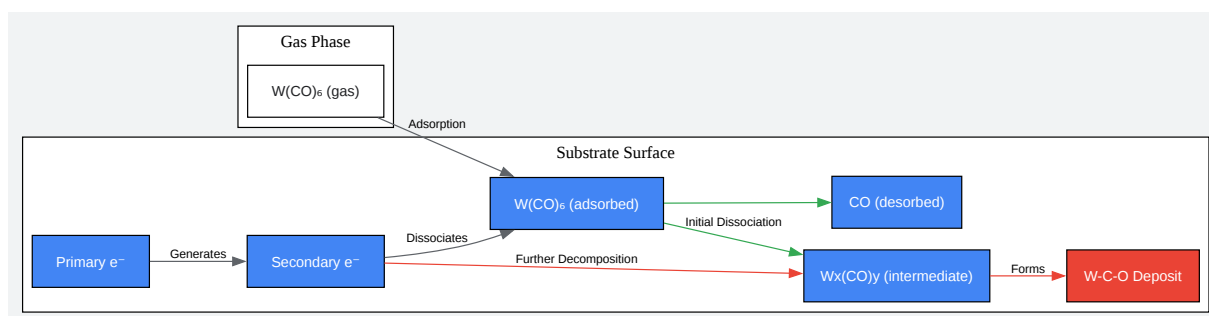 Gas Phase
W(CO)₆ (gas)
Adsorption
Substrate Surface
W(CO)₆ (adsorbed)
CO (desorbed)
Initial Dissociation
Dissociates
Primary e⁻
Generates
Secondary e⁻
Further Decomposition
Wx(CO)y (intermediate)
Forms
W-C-O Deposit